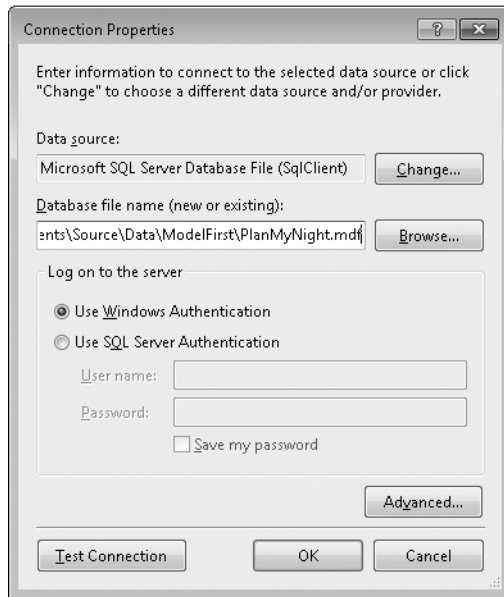 Connection Properties
?
Enter information to connect to the selected data source or click
"Change" to choose a different data source and/or provider.
Data source:
Microsoft SQL Server Database File (SqlClient)
Change...
Database file name (new or existing):
ents\Source\Data\ModelFirst\PlanMyNight.mdf
Browse...
Log on to the server
Use Windows Authentication
Use SQL Server Authentication
User name:
Password:
Save my password
Advanced...
Test Connection
OK
Cancel